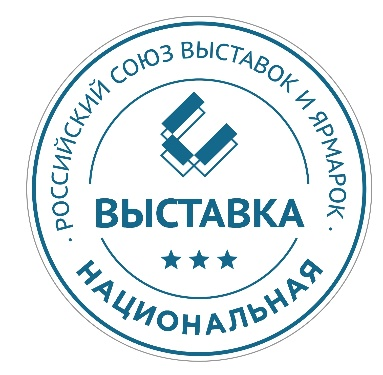 · РОССИЙСКИЙ СОЮЗ ВЫСТАВОК И ЯРМАРОК ·
ВЫСТАВКА
НАЦИОНАЛЬНАЯ